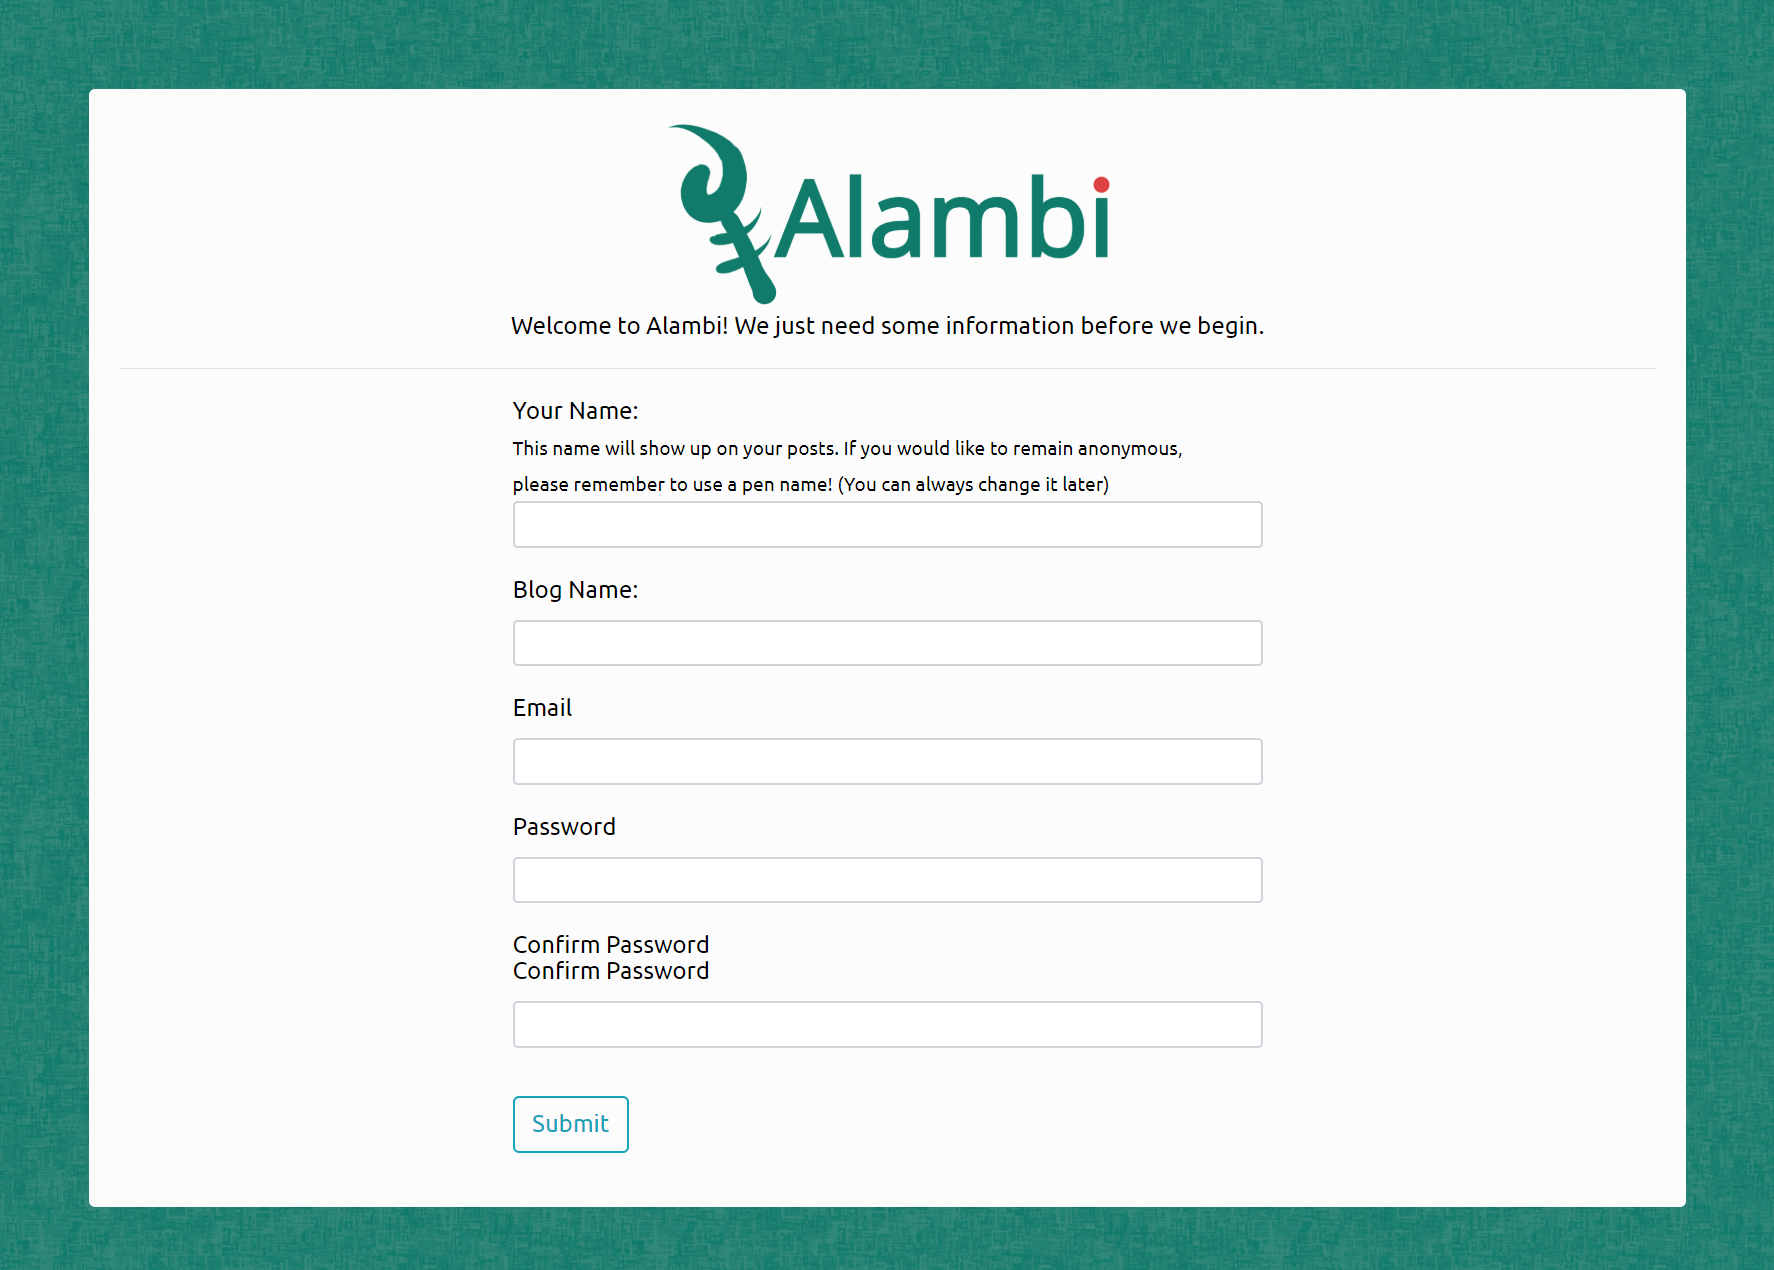 Alambi
Welcome to Alambi! We just need some information before we begin.
Your Name:
This name will show up on your posts. If you would like to remain anonymous,
please remember to use a pen name! (You can always change it later)
Blog Name:
Email
Password
Confirm Password
Confirm Password
Submit